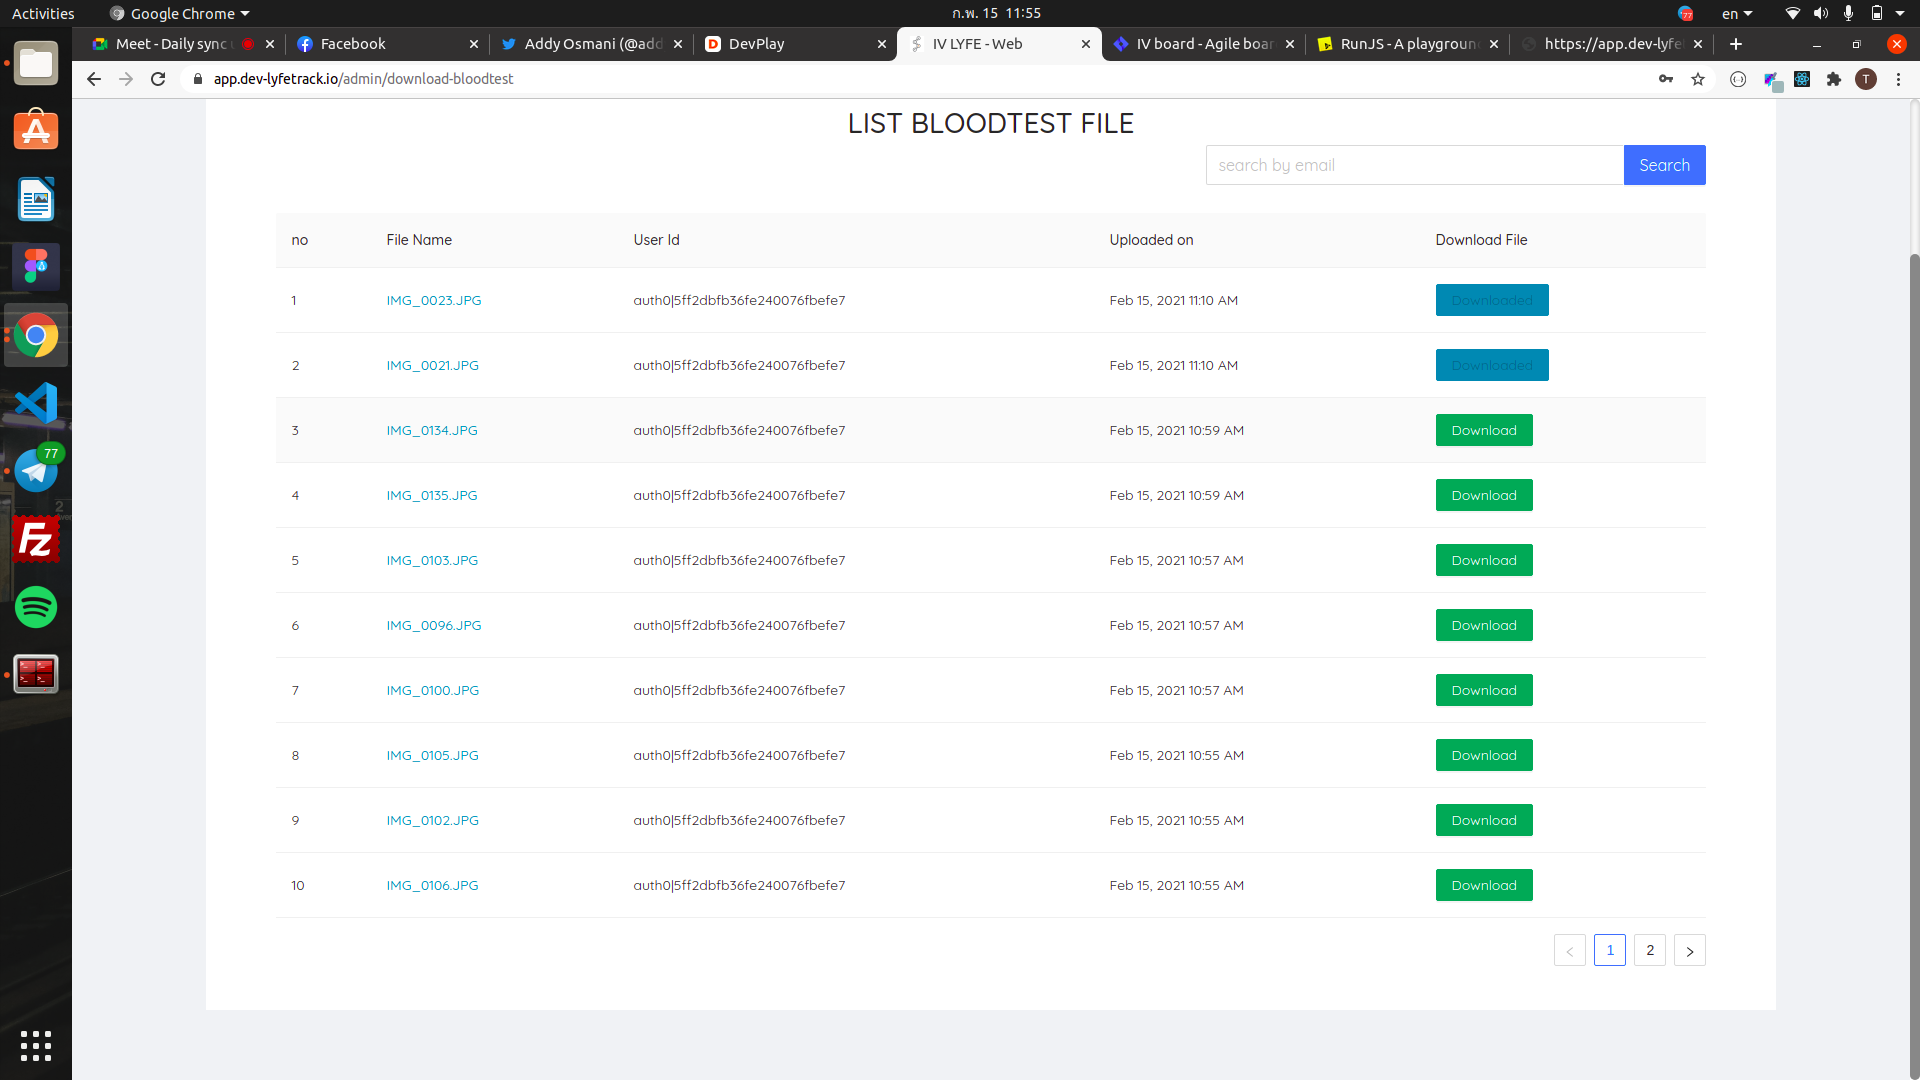 Activities Google Chrome ก.พ. 15 11:55 77 en
Meet - Daily sync Facebook Addy Osmani (@add DevPlay IV LYFE - Web IV board - Agile boar RunJS - A playgroun https://app.dev-lyfe
app.dev-lyfetrack.io/admin/download-bloodtest T
LIST BLOODTEST FILE
search by email Search
no File Name User Id Uploaded on Download File
1 IMG_0023.JPG auth0|5ff2dbfb36fe240076fbefe7 Feb 15, 2021 11:10 AM Downloaded
2 IMG_0021.JPG auth0|5ff2dbfb36fe240076fbefe7 Feb 15, 2021 11:10 AM Downloaded
3 IMG_0134.JPG auth0|5ff2dbfb36fe240076fbefe7 Feb 15, 2021 10:59 AM Download
4 IMG_0135.JPG auth0|5ff2dbfb36fe240076fbefe7 Feb 15, 2021 10:59 AM Download
5 IMG_0103.JPG auth0|5ff2dbfb36fe240076fbefe7 Feb 15, 2021 10:57 AM Download
6 IMG_0096.JPG auth0|5ff2dbfb36fe240076fbefe7 Feb 15, 2021 10:57 AM Download
7 IMG_0100.JPG auth0|5ff2dbfb36fe240076fbefe7 Feb 15, 2021 10:57 AM Download
8 IMG_0105.JPG auth0|5ff2dbfb36fe240076fbefe7 Feb 15, 2021 10:55 AM Download
9 IMG_0102.JPG auth0|5ff2dbfb36fe240076fbefe7 Feb 15, 2021 10:55 AM Download
10 IMG_0106.JPG auth0|5ff2dbfb36fe240076fbefe7 Feb 15, 2021 10:55 AM Download
< 1 2 >
77
Fz